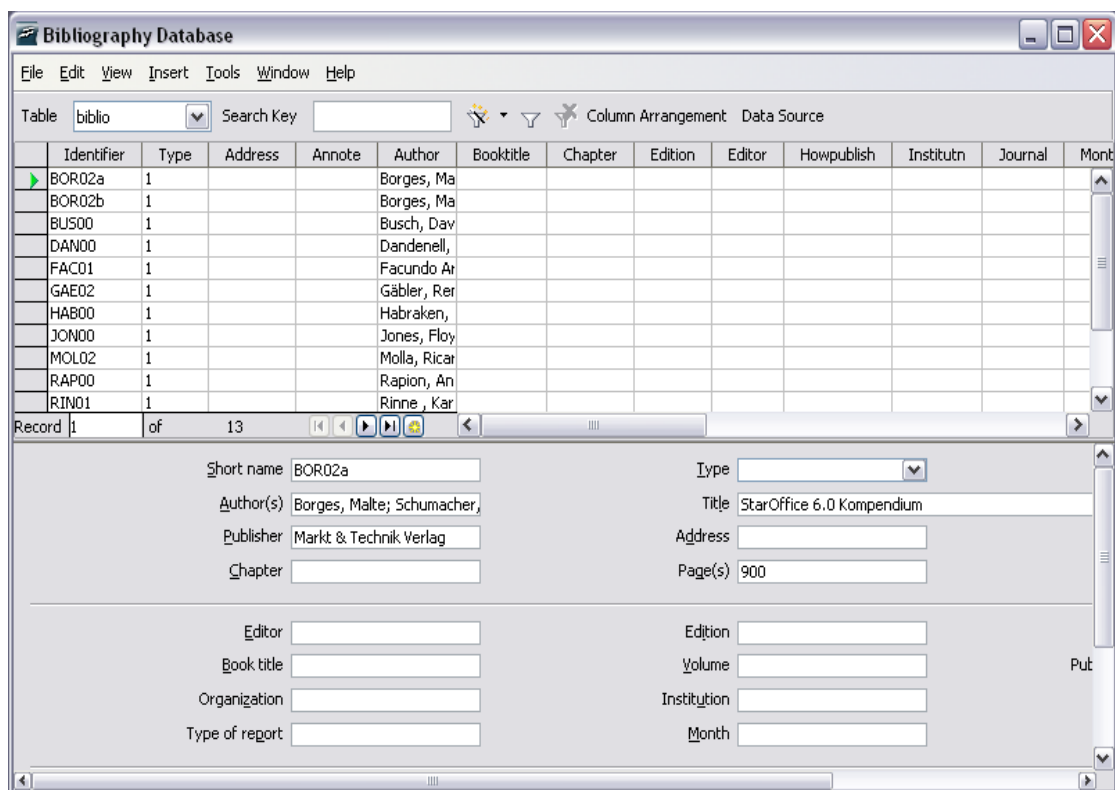 Bibliography Database
File Edit View Insert Tools Window Help
Table biblio Search Key Column Arrangement Data Source
Identifier Type Address Annote Author Booktitle Chapter Edition Editor Howpublish Institutn Journal Mont
BOR02a 1 Borges, Ma
BOR02b 1 Borges, Ma
BUS00 1 Busch, Dav
DAN00 1 Dandenell,
FAC01 1 Facundo Ar
GAE02 1 Gäbler, Rer
HAB00 1 Habraken,
JON00 1 Jones, Floy
MOL02 1 Molla, Ricar
RAP00 1 Rapion, An
RIN01 1 Rinne , Kar
Record 1 of 13
Short name BOR02a Type
Author(s) Borges, Malte; Schumacher, Title StarOffice 6.0 Kompendium
Publisher Markt & Technik Verlag Address
Chapter Page(s) 900
Editor Edition
Book title Volume Put
Organization Institution
Type of report Month